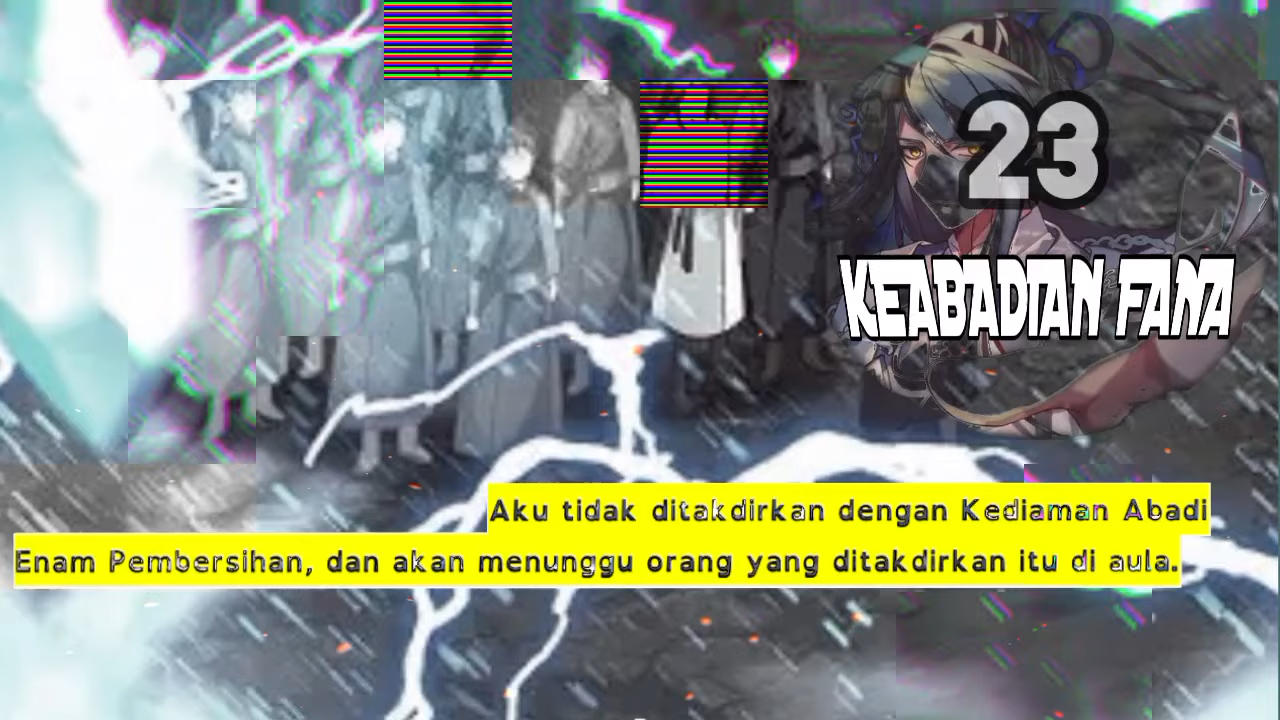 23
KEABADIAN FANA
Aku tidak ditakdirkan dengan Kediaman Abadi
Enam Pembersihan, dan akan menunggu orang yang ditakdirkan itu di aula.